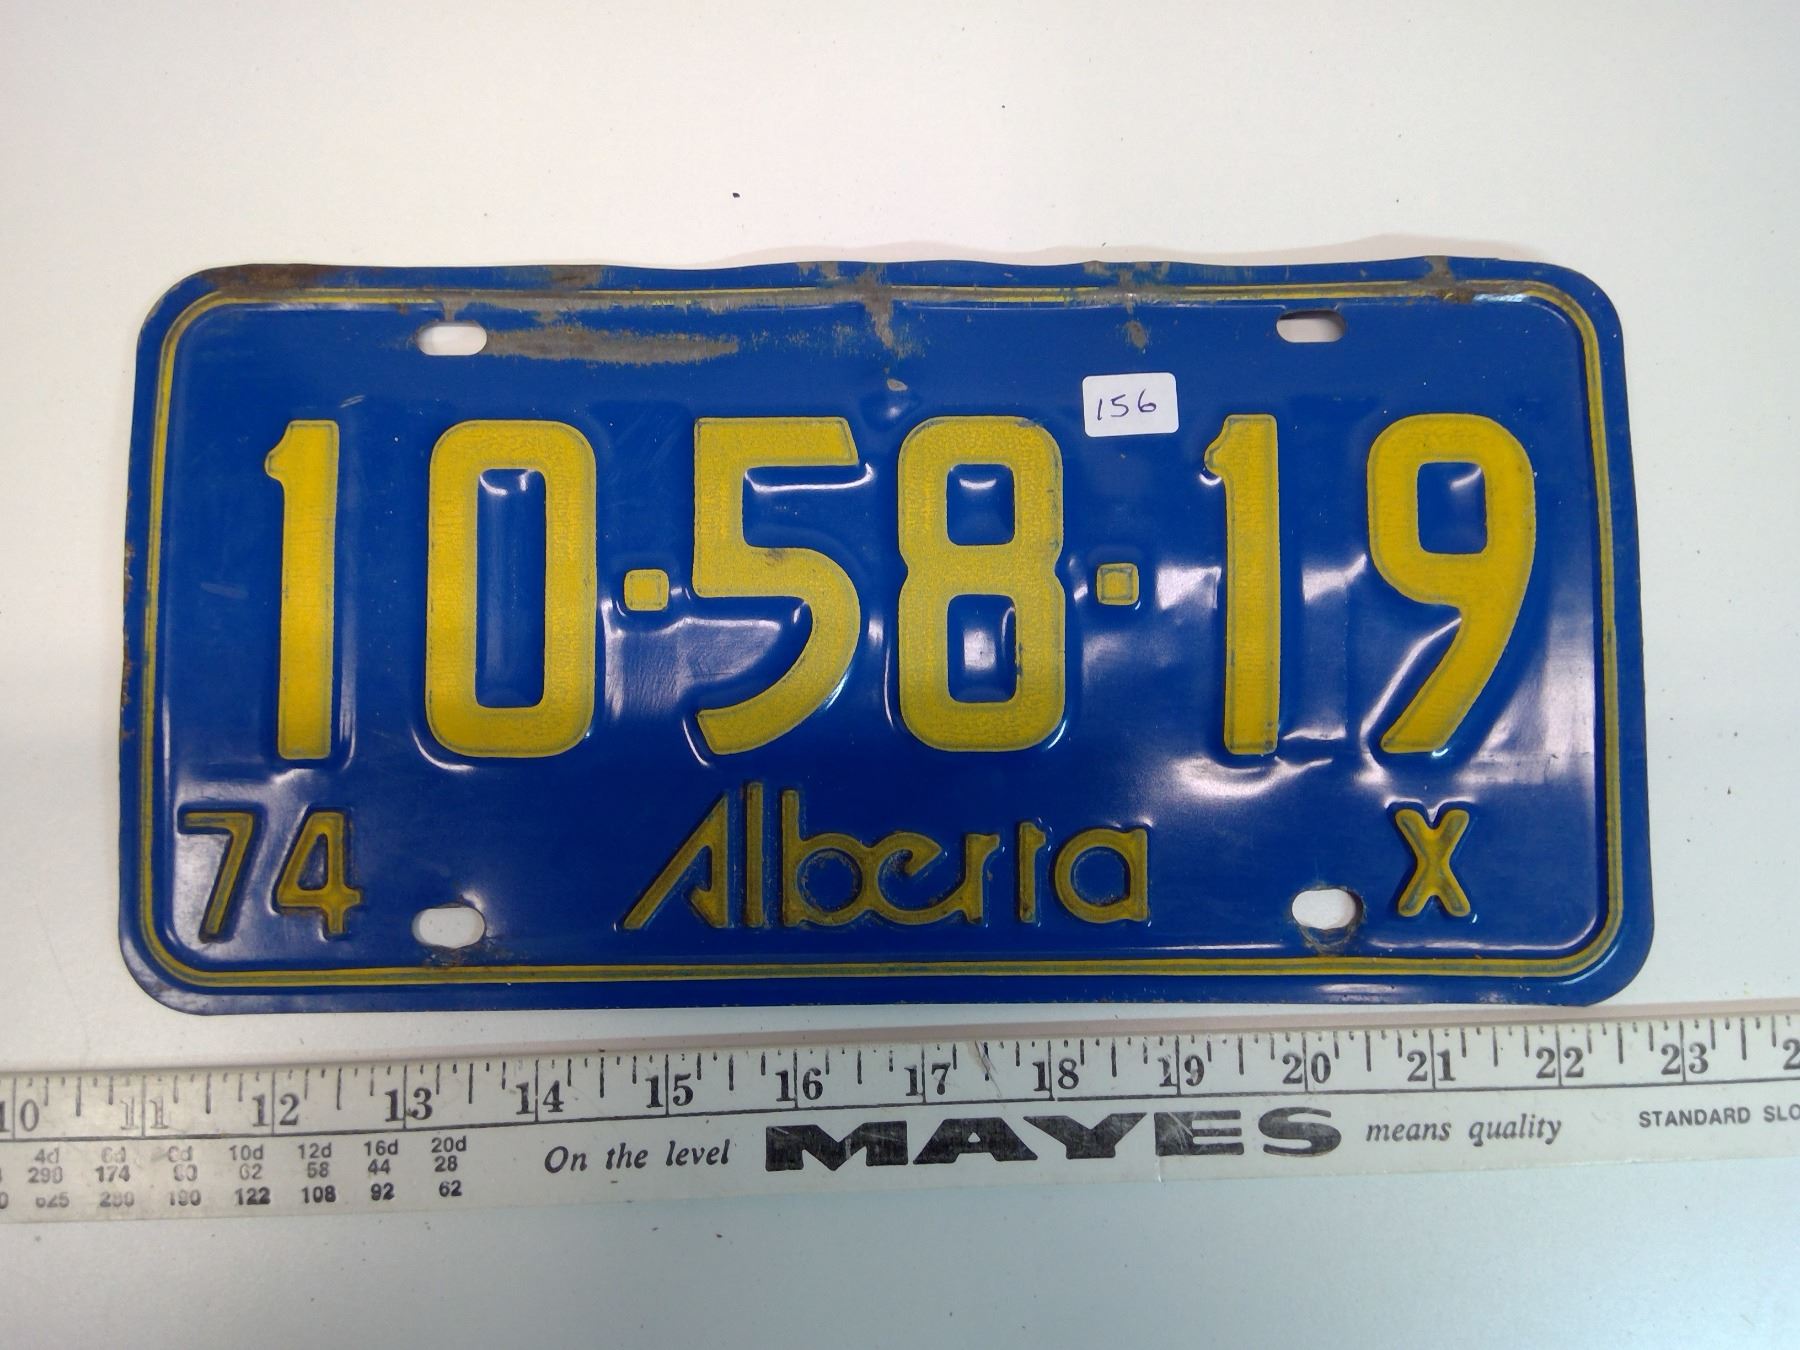 156
10·58·19
74 Alberta X
10 11 12 13 14 15 16 17 18 19 20 21 22 23
4d 6d 8d 10d 12d 16d 20d
290 174 62 58 44 28
122 108 92 62
On the level MAYES means quality STANDARD